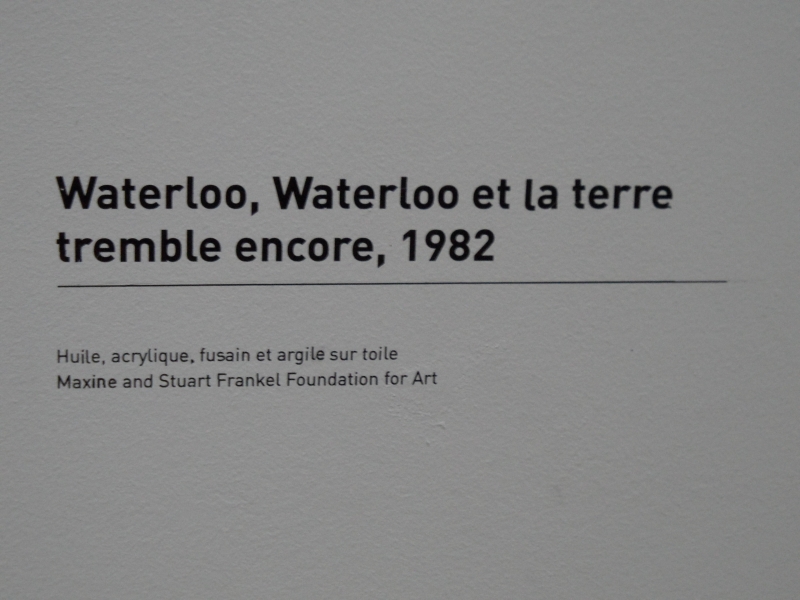 Waterloo, Waterloo et la terre
tremble encore, 1982
Huile, acrylique, fusain et argile sur toile
Maxine and Stuart Frankel Foundation for Art